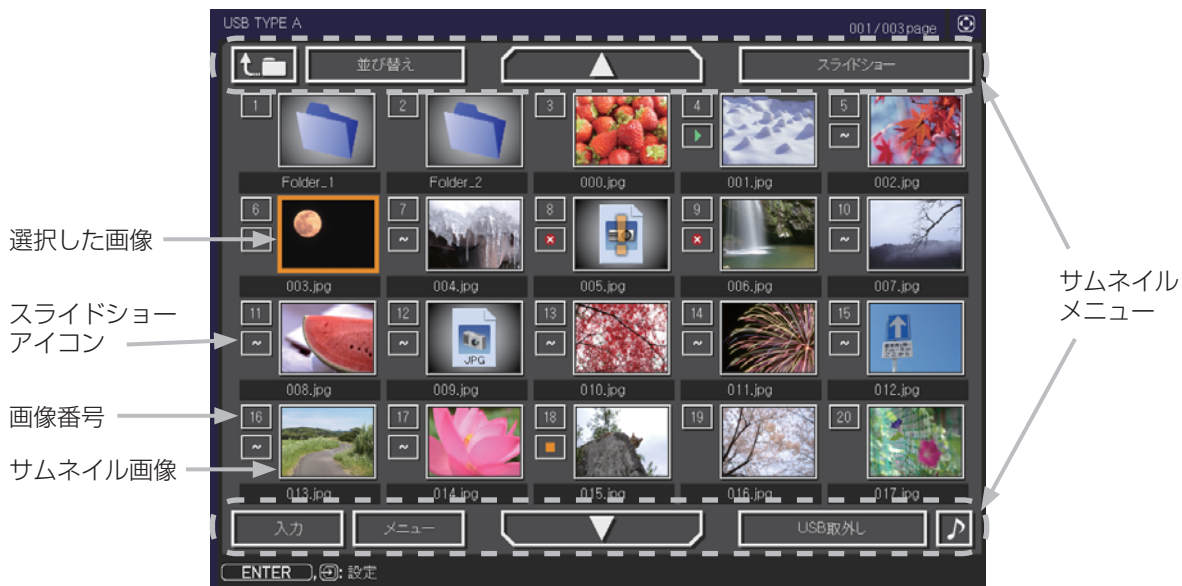 USB TYPE A
001/003page
並び替え
スライドショー
1
2
3
4
5
Folder_1
Folder_2
000.jpg
001.jpg
002.jpg
選択した画像
6
7
8
9
10
003.jpg
004.jpg
005.jpg
006.jpg
007.jpg
サムネイル
メニュー
スライドショー
アイコン
11
12
13
14
15
JPG
008.jpg
009.jpg
010.jpg
011.jpg
012.jpg
画像番号
16
17
18
19
20
サムネイル画像
013.jpg
014.jpg
015.jpg
016.jpg
017.jpg
入力
メニュー
USB取外し
ENTER , : 設定